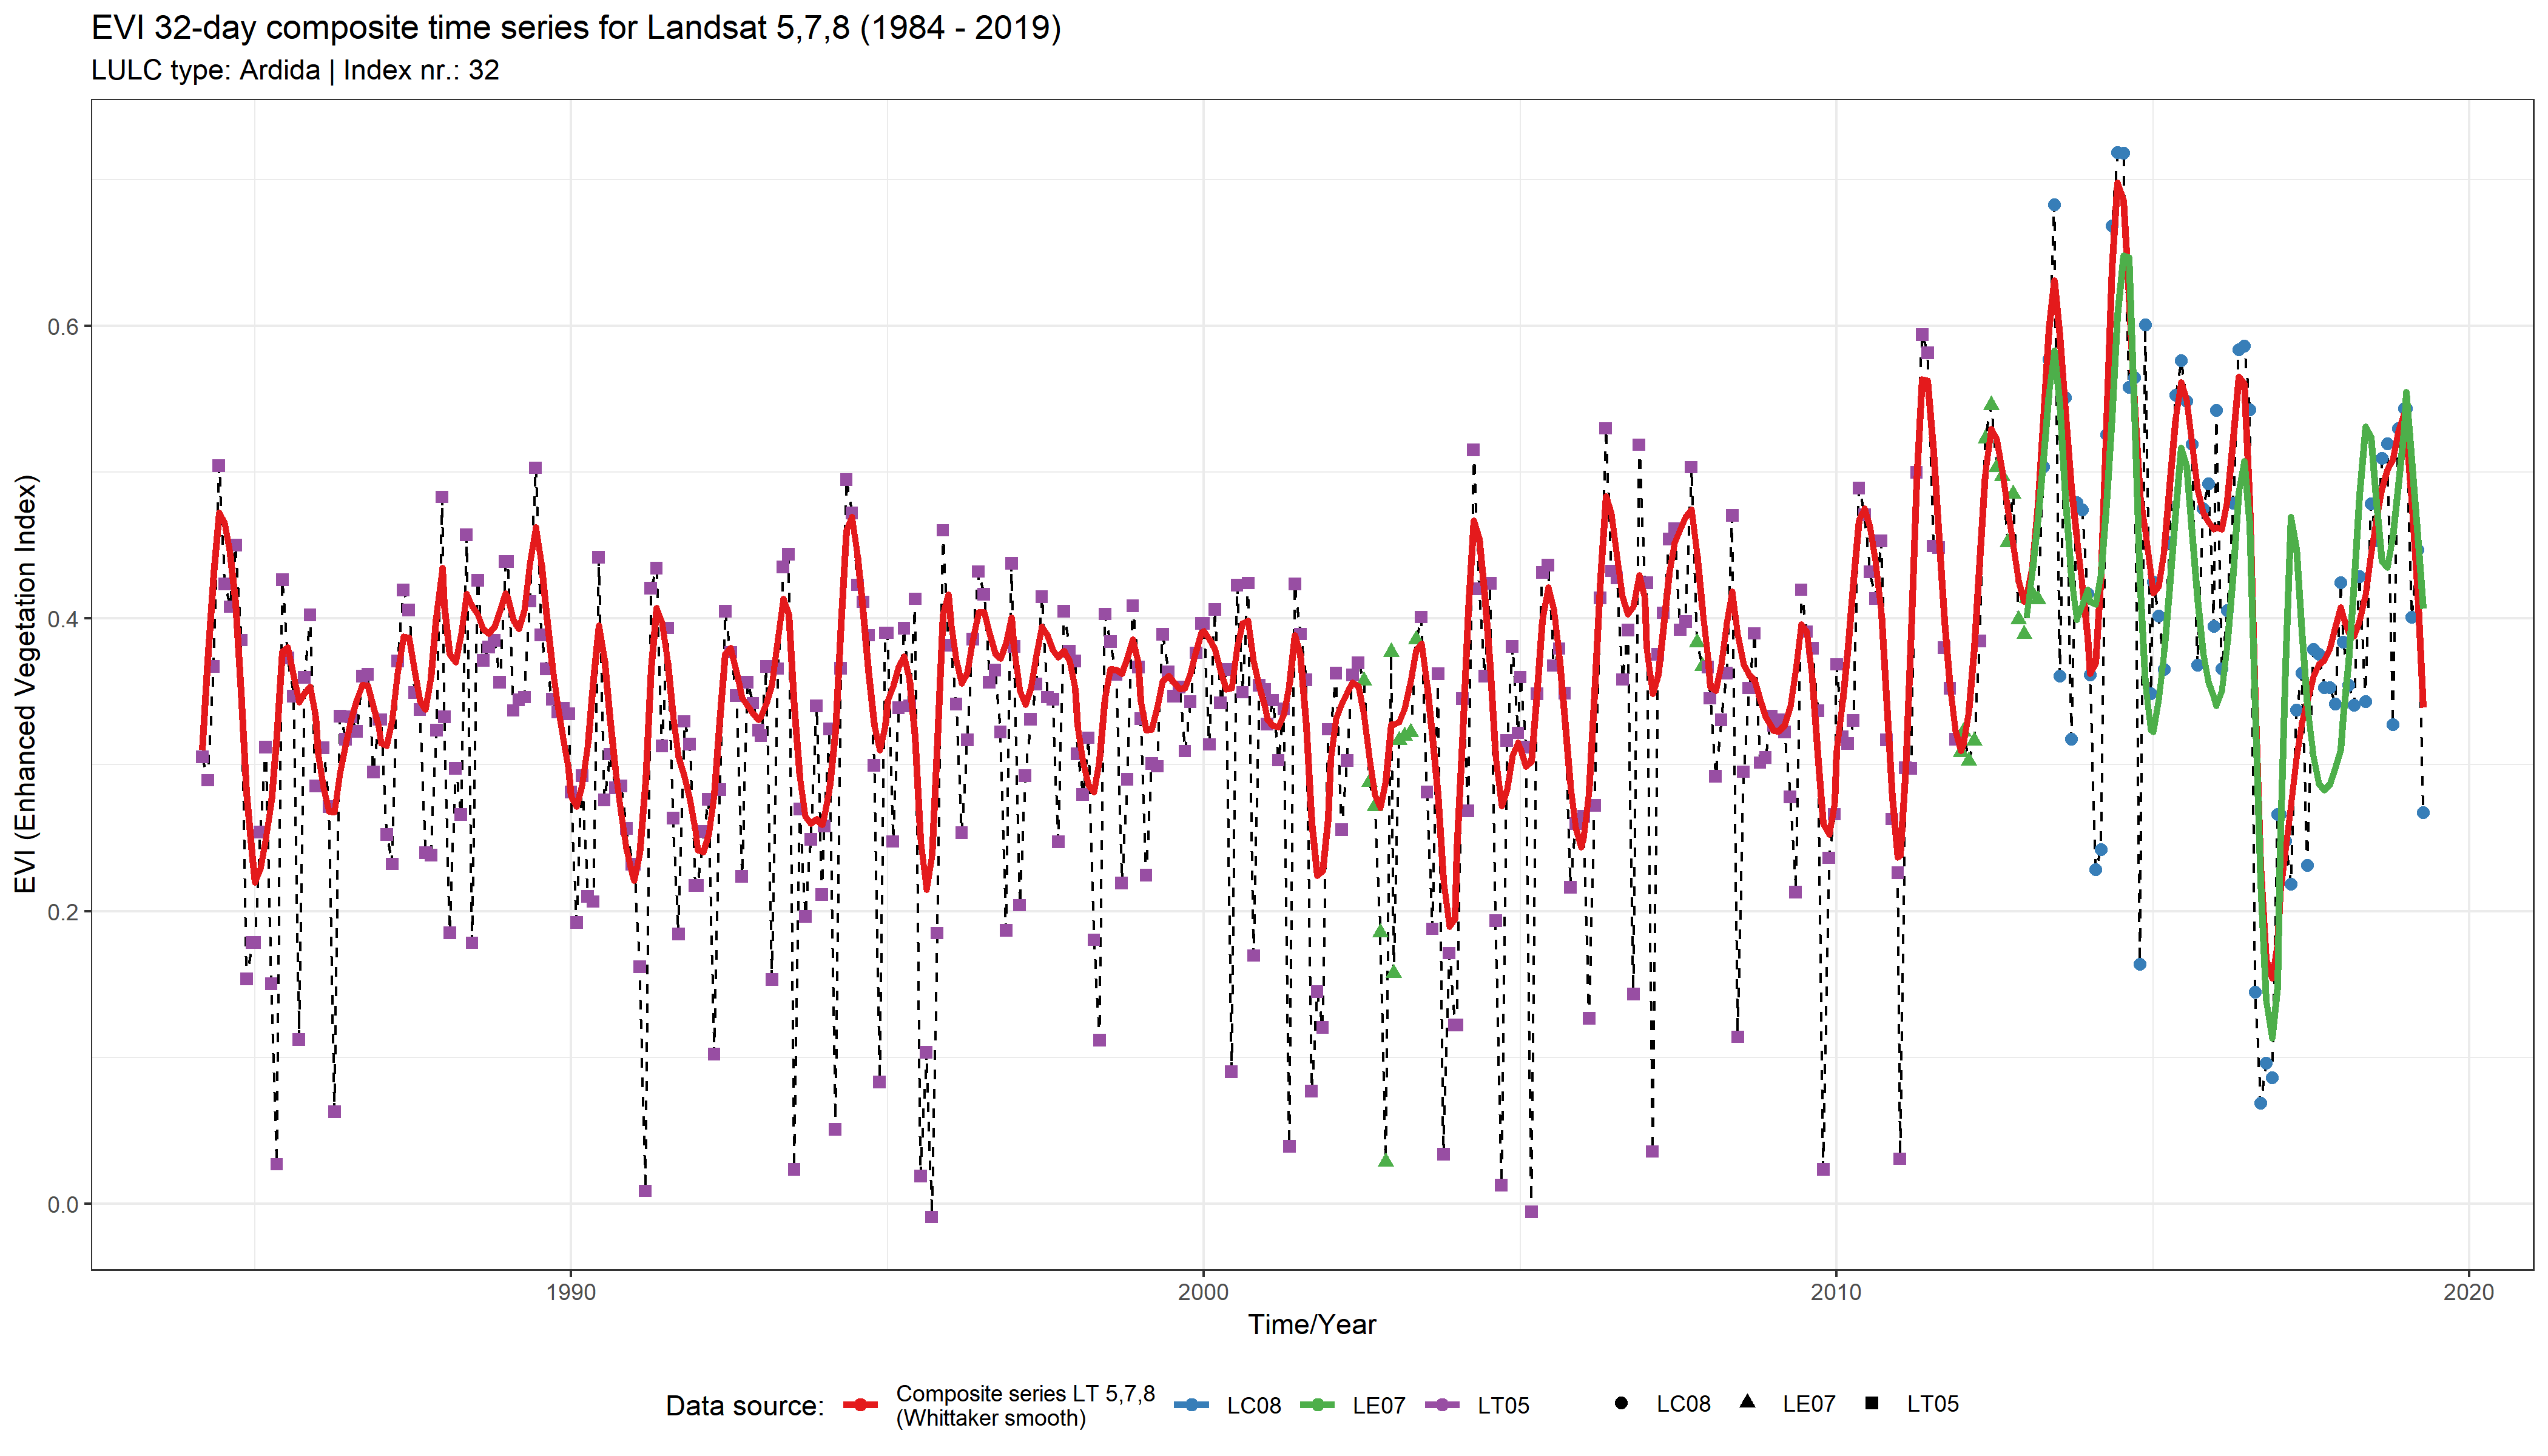 EVI 32-day composite time series for Landsat 5,7,8 (1984 - 2019)
LULC type: Ardida | Index nr.: 32
EVI (Enhanced Vegetation Index)
0.6
0.4
0.2
0.0
1990 2000 2010 2020
Time/Year
Data source:
Composite series LT 5,7,8
(Whittaker smooth)
LC08 LE07 LT05
LC08 LE07 LT05